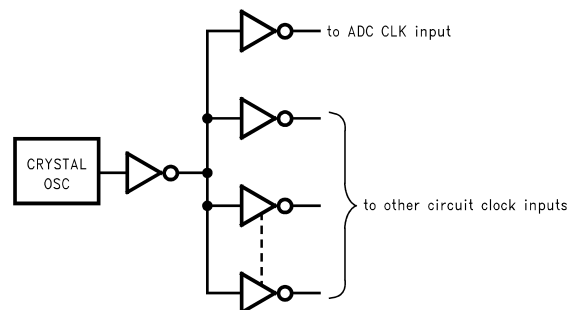 to ADC CLK input
CRYSTAL
OSC
to other circuit clock inputs